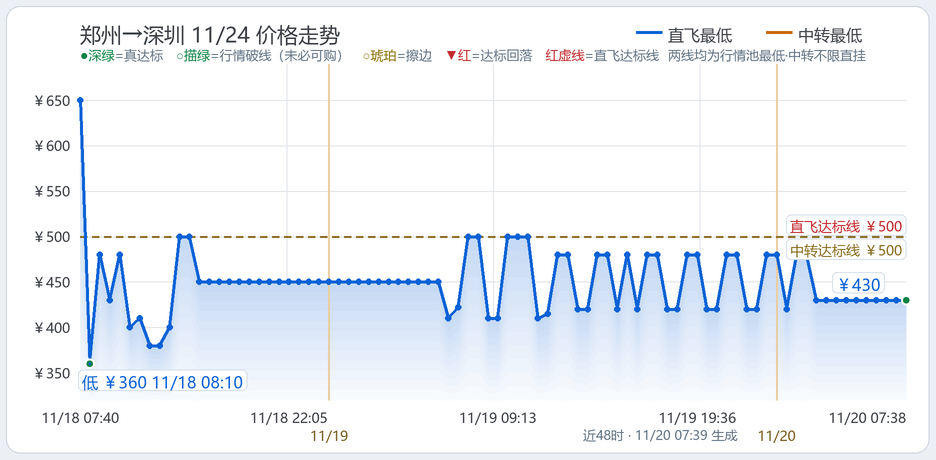 郑州→深圳 11/24 价格走势
直飞最低 中转最低
●深绿=真达标 ○描绿=行情破线（未必可购） ○琥珀=擦边 ▼红=达标回落 红虚线=直飞达标线 两线均为行情池最低·中转不限直挂
￥650
￥600
￥550
￥500
￥450
￥400
￥350
直飞达标线 ￥500
中转达标线 ￥500
￥430
低 ￥360 11/18 08:10
11/18 07:40 11/18 22:05 11/19 09:13 11/19 19:36 11/20 07:38
11/19 近48时 · 11/20 07:39 生成 11/20